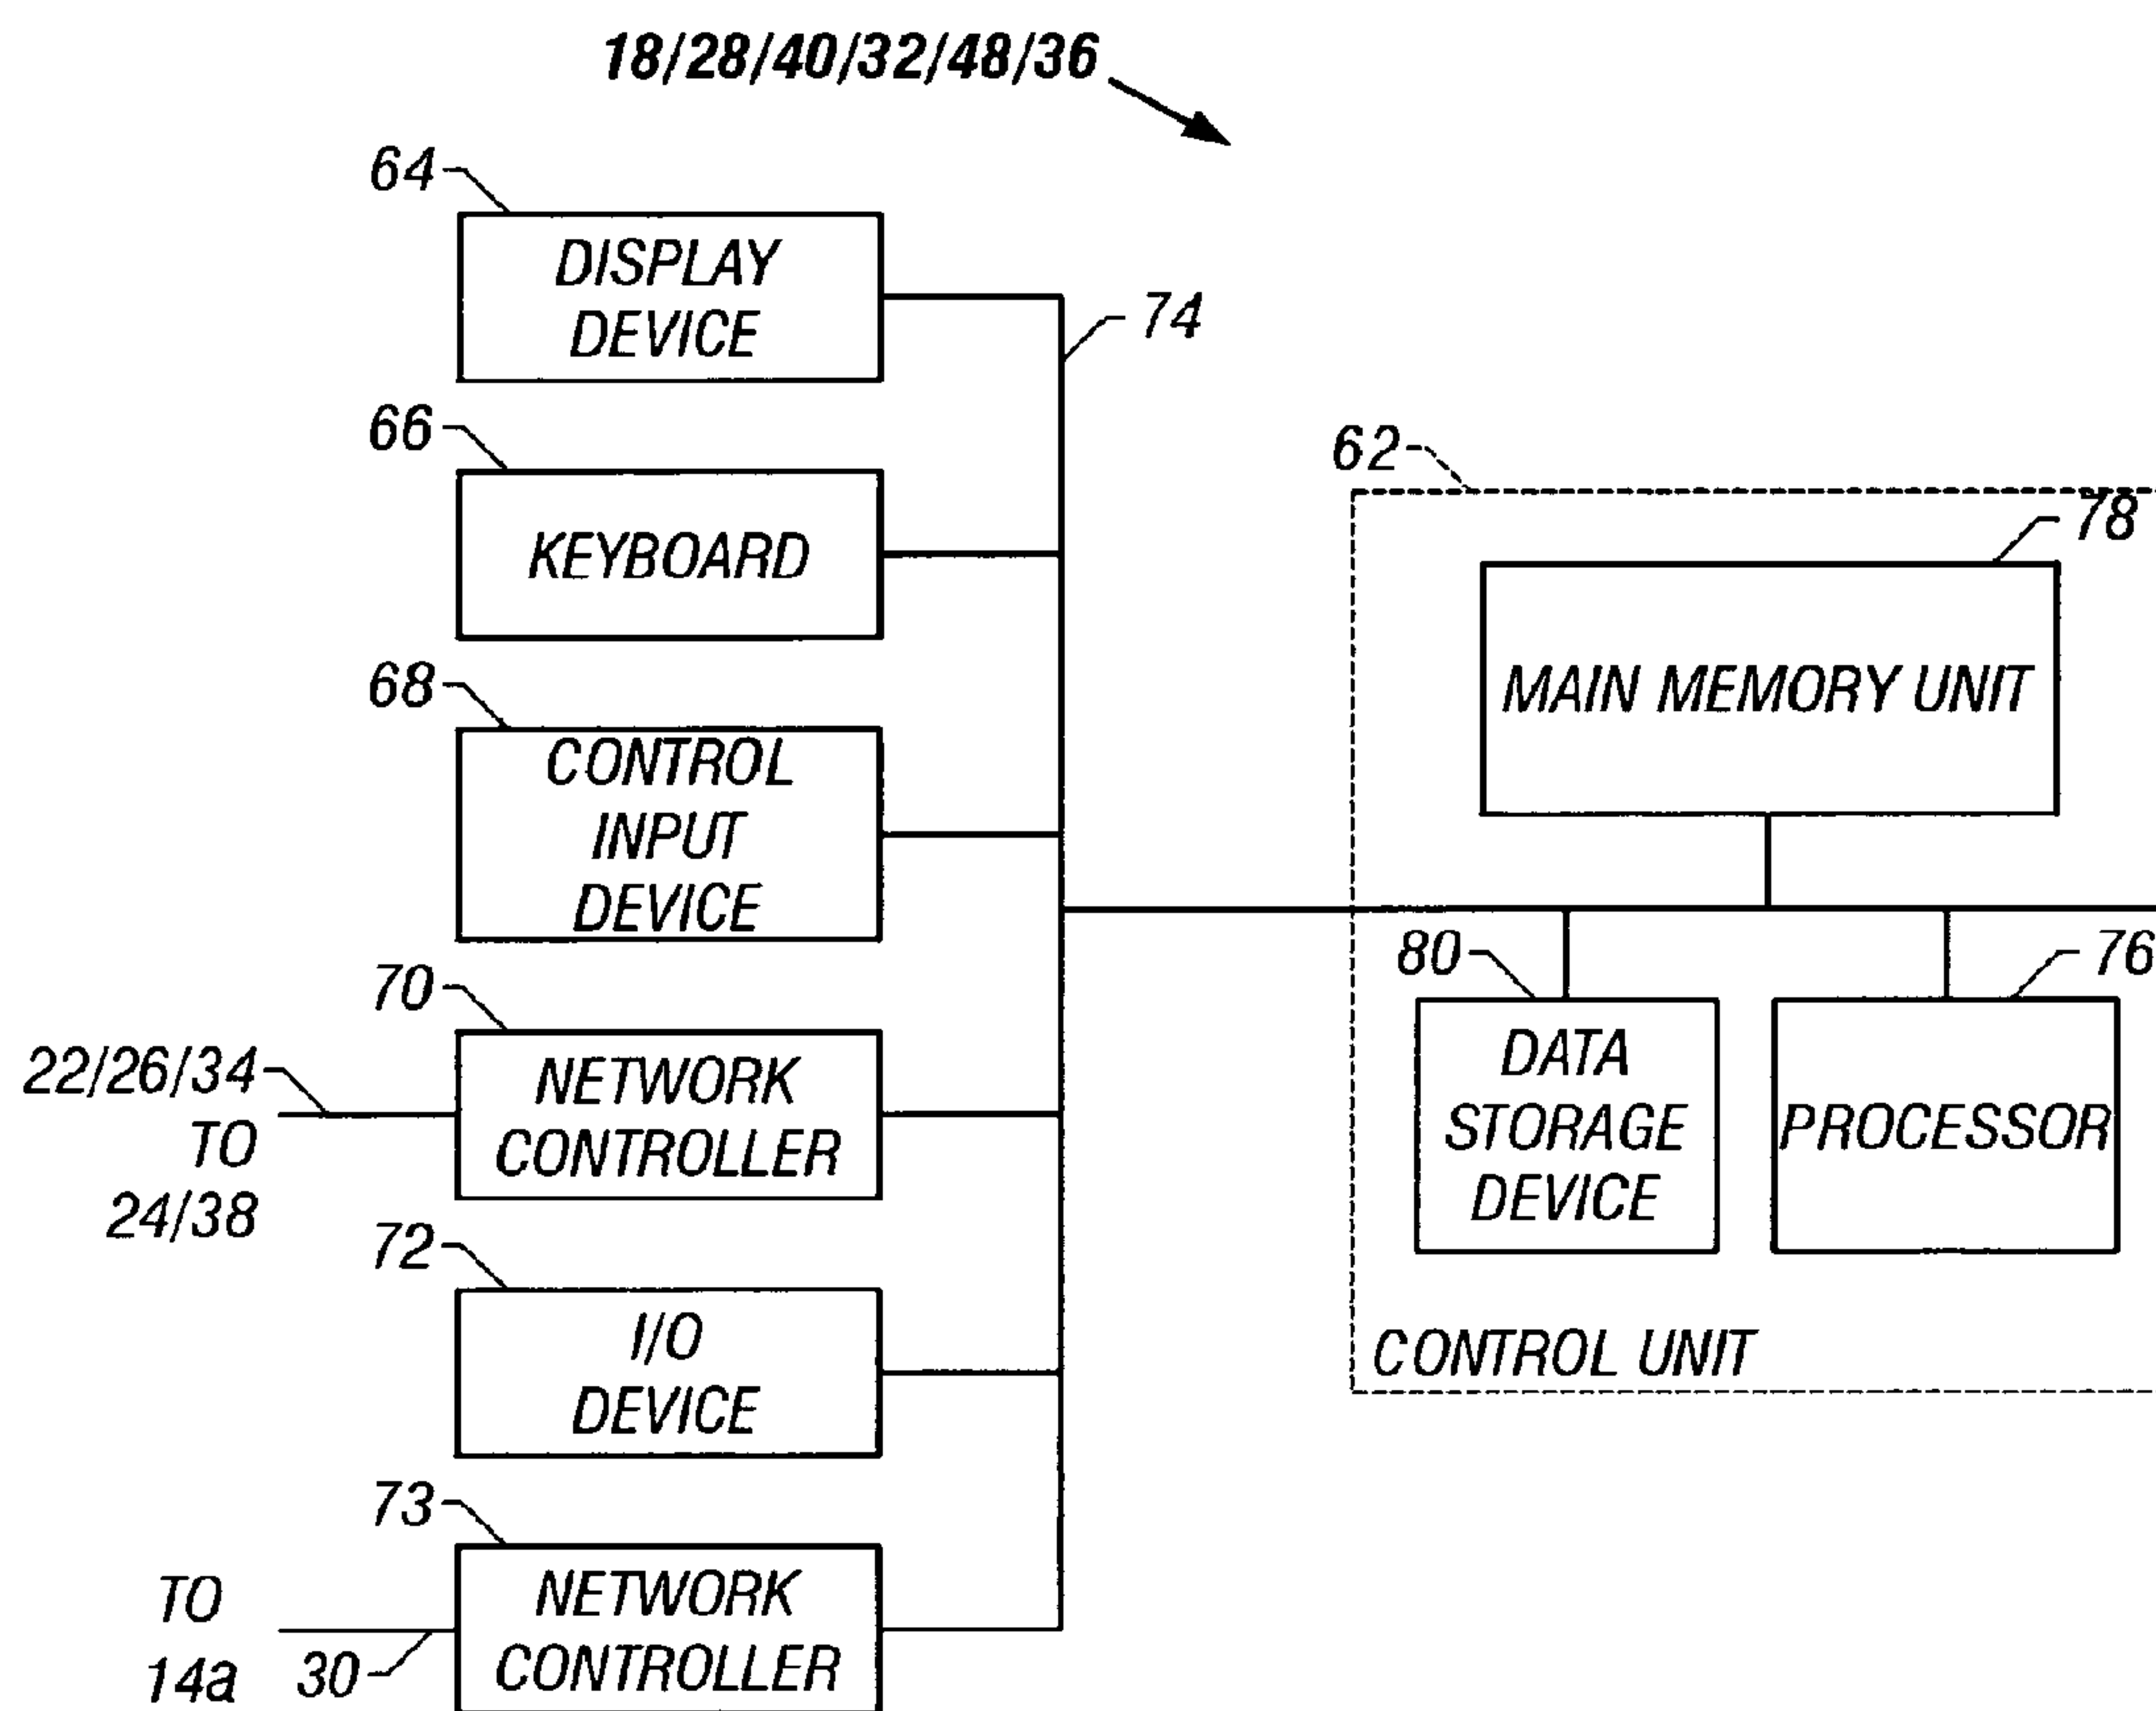 18/28/40/32/48/36
64
DISPLAY
DEVICE
74
66
KEYBOARD
62
78
MAIN MEMORY UNIT
68
CONTROL
INPUT
DEVICE
80
76
DATA
STORAGE
DEVICE
PROCESSOR
CONTROL UNIT
70
22/26/34
TO
24/38
NETWORK
CONTROLLER
72
I/O
DEVICE
73
TO
14a
30
NETWORK
CONTROLLER